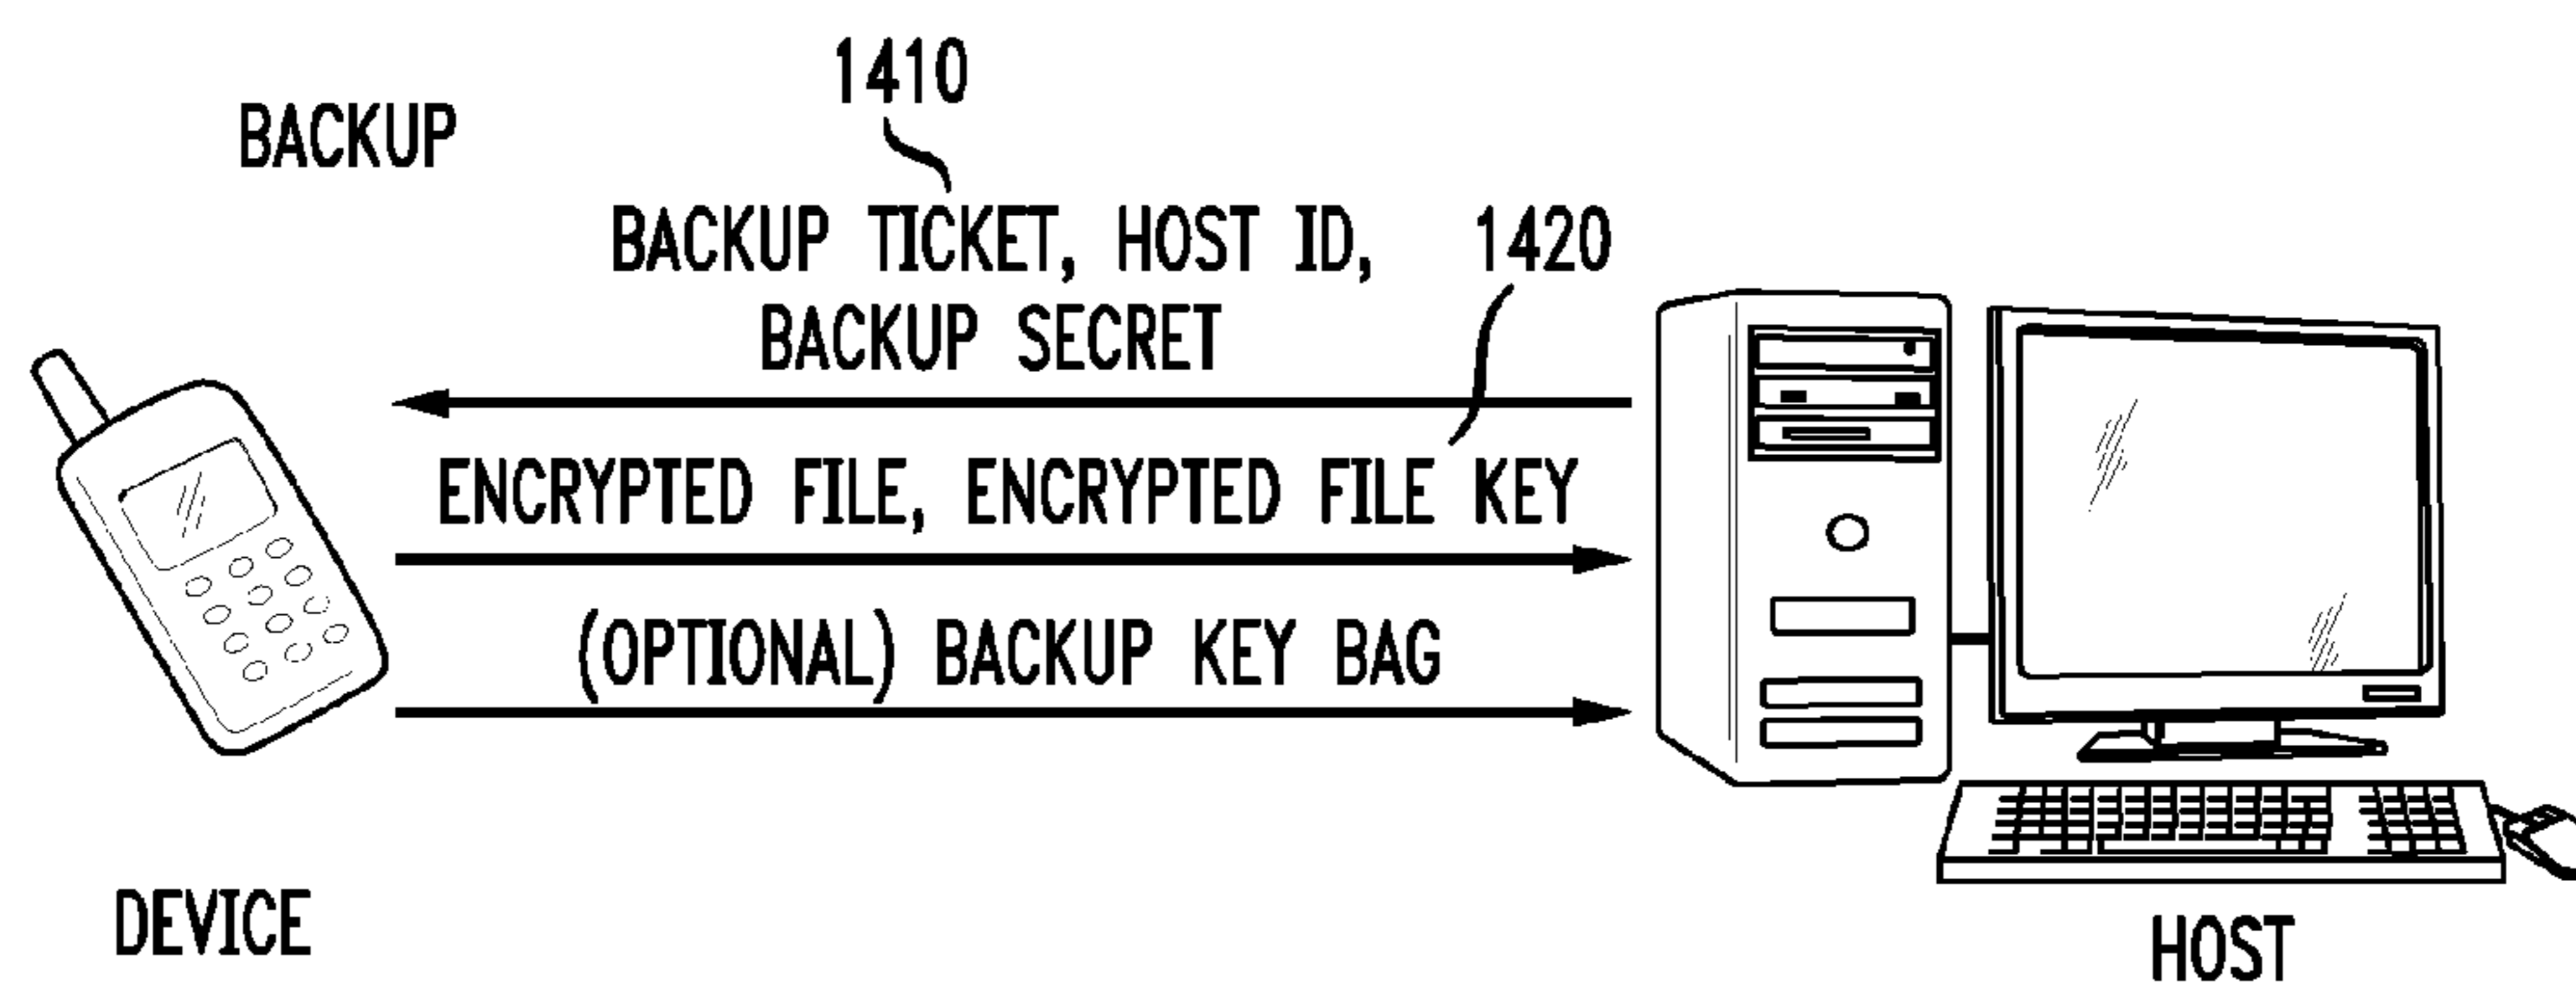 1410
BACKUP
BACKUP TICKET, HOST ID,
1420
BACKUP SECRET
ENCRYPTED FILE, ENCRYPTED FILE KEY
(OPTIONAL) BACKUP KEY BAG
DEVICE
HOST